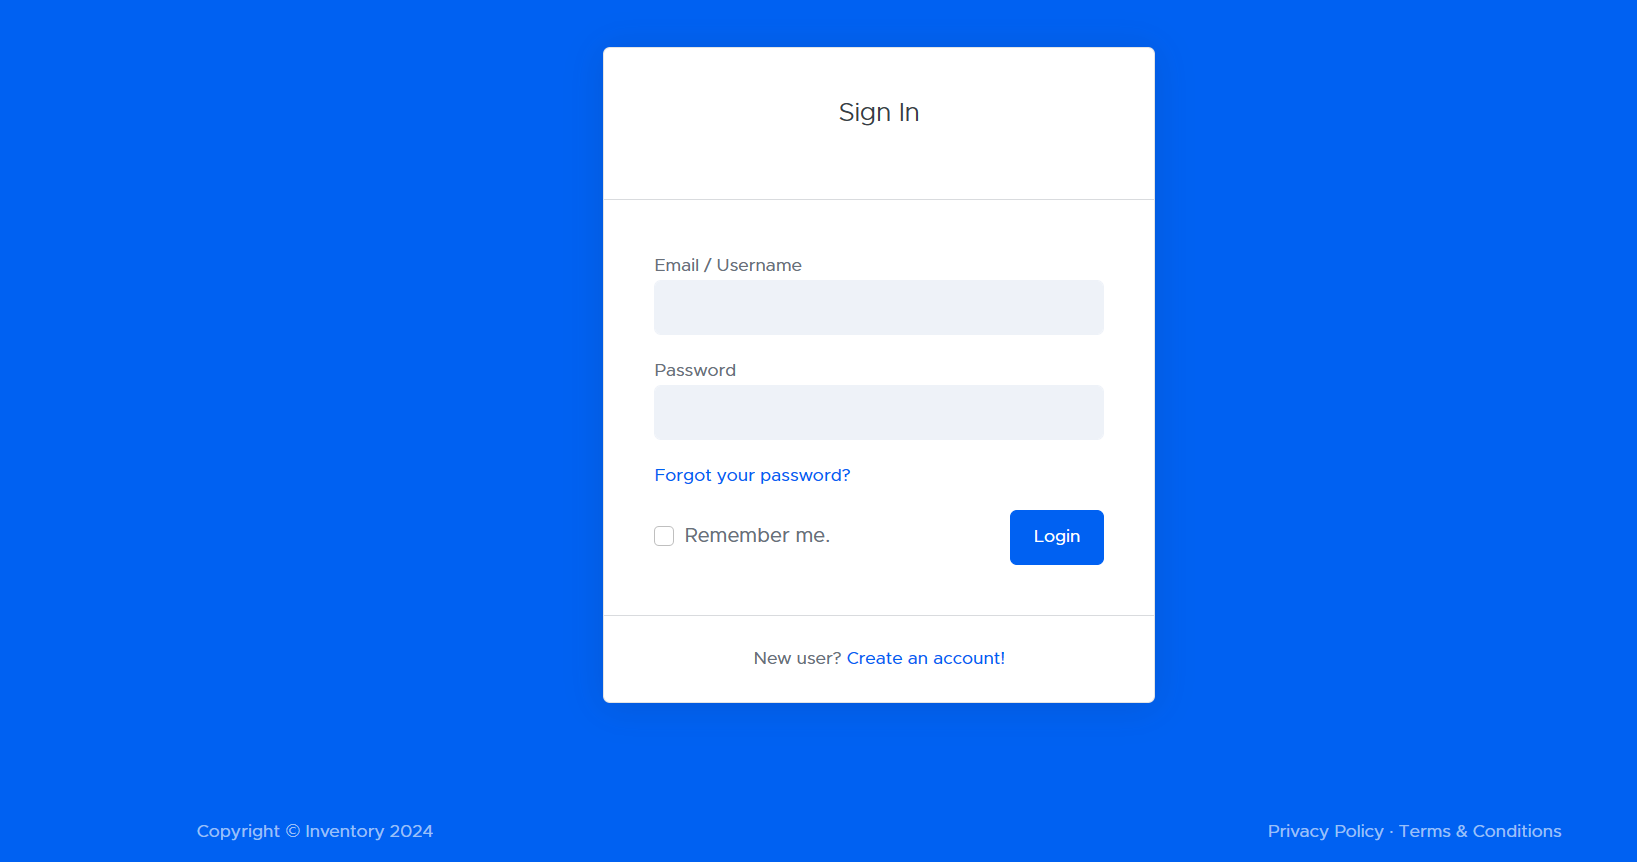 Sign In
Email / Username
Password
Forgot your password?
Remember me.
Login
New user? Create an account!
Copyright © Inventory 2024
Privacy Policy · Terms & Conditions